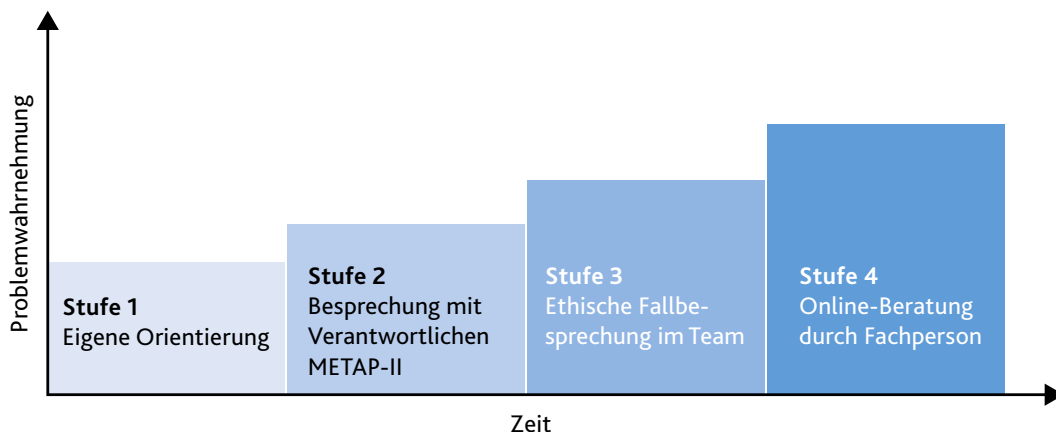 Problemwahrnehmung
Stufe 1
Eigene Orientierung
Stufe 2
Besprechung mit
Verantwortlichen
METAP-II
Stufe 3
Ethische Fallbe-
sprechung im Team
Stufe 4
Online-Beratung
durch Fachperson
Zeit